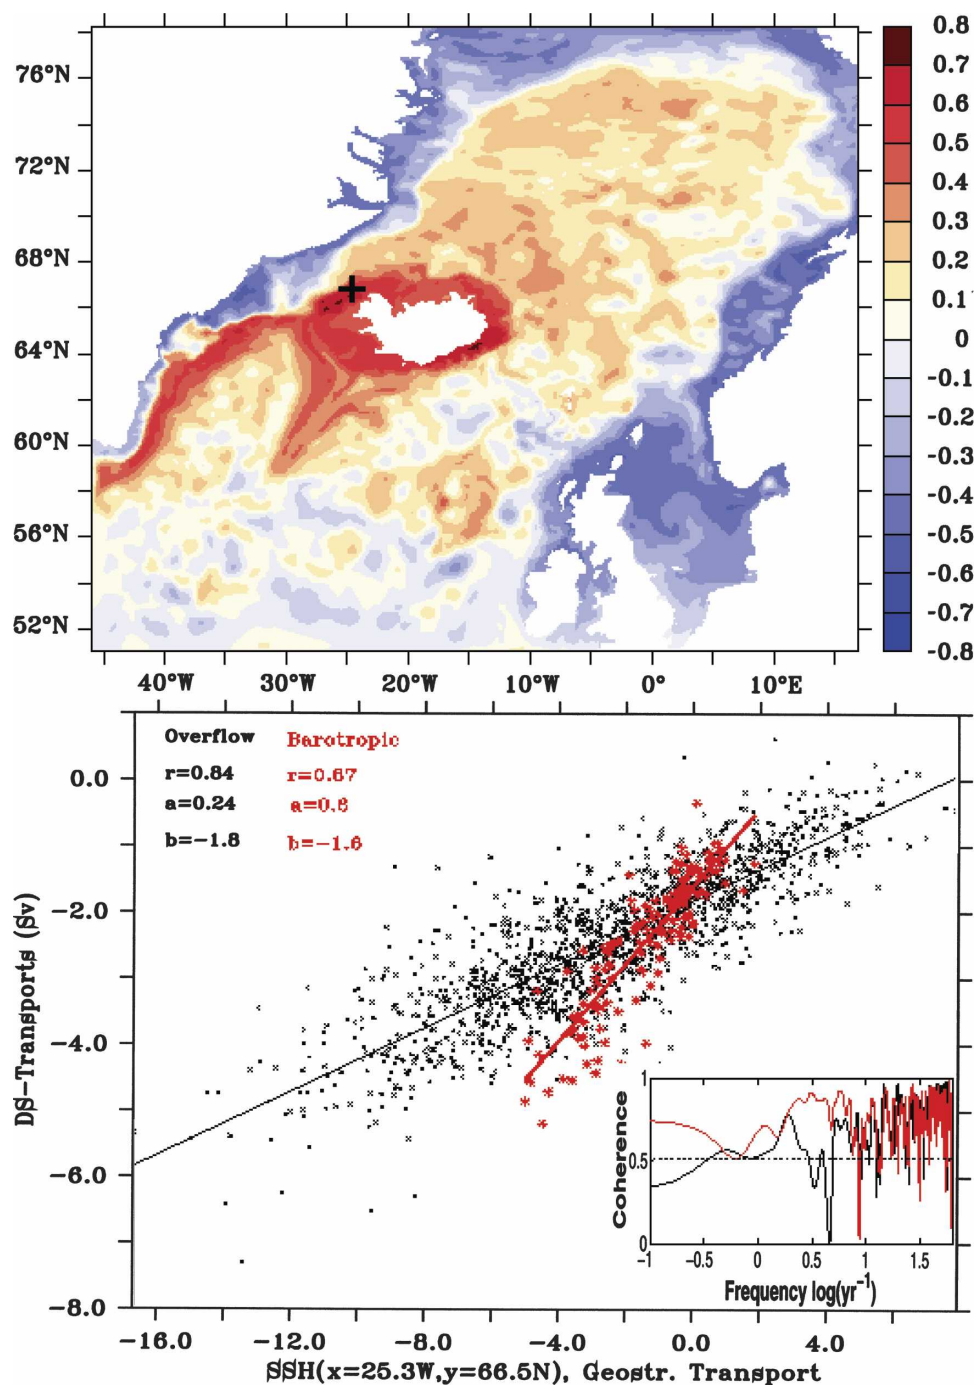 76°N
72°N
68°N
64°N
60°N
56°N
52°N
40°W 30°W 20°W 10°W 0° 10°E
0.8
0.7
0.6
0.5
0.4
0.3
0.2
0.1
0
-0.1
-0.2
-0.3
-0.4
-0.5
-0.6
-0.7
-0.8
Overflow Barotropic
r=0.84 r=0.67
a=0.24 a=0.6
b=-1.8 b=-1.6
DS-Transports (Sv)
0.0
-2.0
-4.0
-6.0
-8.0
-16.0 -12.0 -8.0 -4.0 0.0 4.0
SSH(x=25.3W,y=66.5N), Geostr. Transport
Coherence
1
0.5
0
-1 -0.5 0 0.5 1 1.5
Frequency log(yr⁻¹)